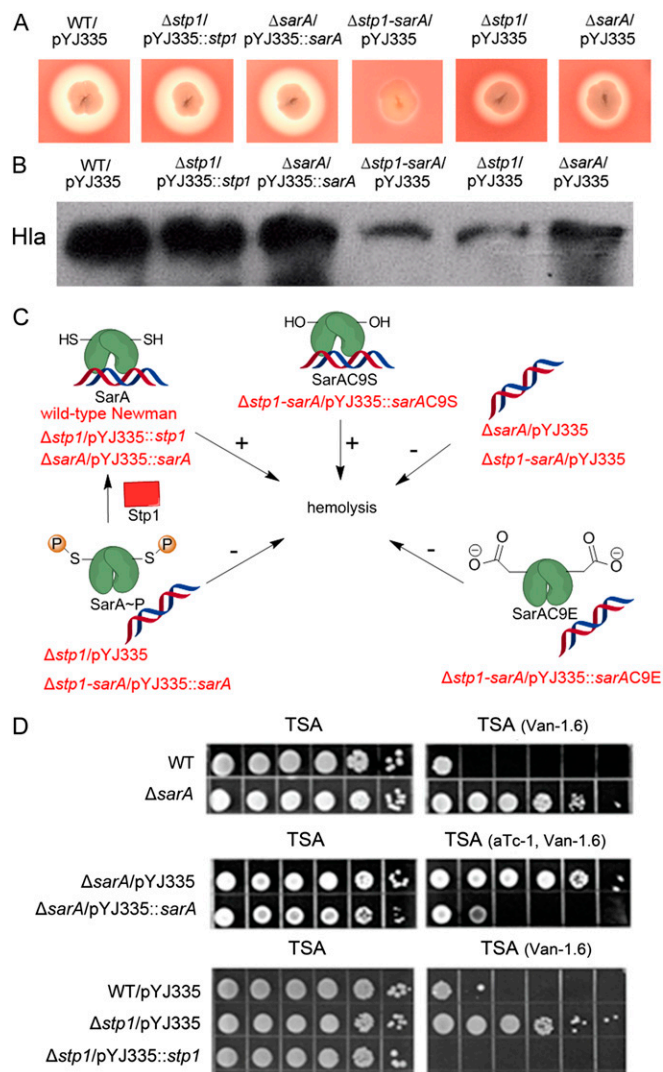 A
WT/ Δstp1/ ΔsarA/ Δstp1-sarA/ Δstp1/ ΔsarA/
pYJ335 pYJ335::stp1 pYJ335::sarA pYJ335 pYJ335 pYJ335
B
WT/ Δstp1/ ΔsarA/ Δstp1-sarA/ Δstp1/ ΔsarA/
pYJ335 pYJ335::stp1 pYJ335::sarA pYJ335 pYJ335 pYJ335
Hla
C
HS SH
SarA
wild-type Newman
Δstp1/pYJ335::stp1
ΔsarA/pYJ335::sarA
HO OH
SarAC9S
Δstp1-sarA/pYJ335::sarAC9S
ΔsarA/pYJ335
Δstp1-sarA/pYJ335
+ + -
Stp1
hemolysis
P S S P
SarA~P
- -
Δstp1/pYJ335
Δstp1-sarA/pYJ335::sarA
⊖O O O O⊖
SarAC9E
Δstp1-sarA/pYJ335::sarAC9E
D
TSA TSA (Van-1.6)
WT
ΔsarA
TSA TSA (aTc-1, Van-1.6)
ΔsarA/pYJ335
ΔsarA/pYJ335::sarA
TSA TSA (Van-1.6)
WT/pYJ335
Δstp1/pYJ335
Δstp1/pYJ335::stp1